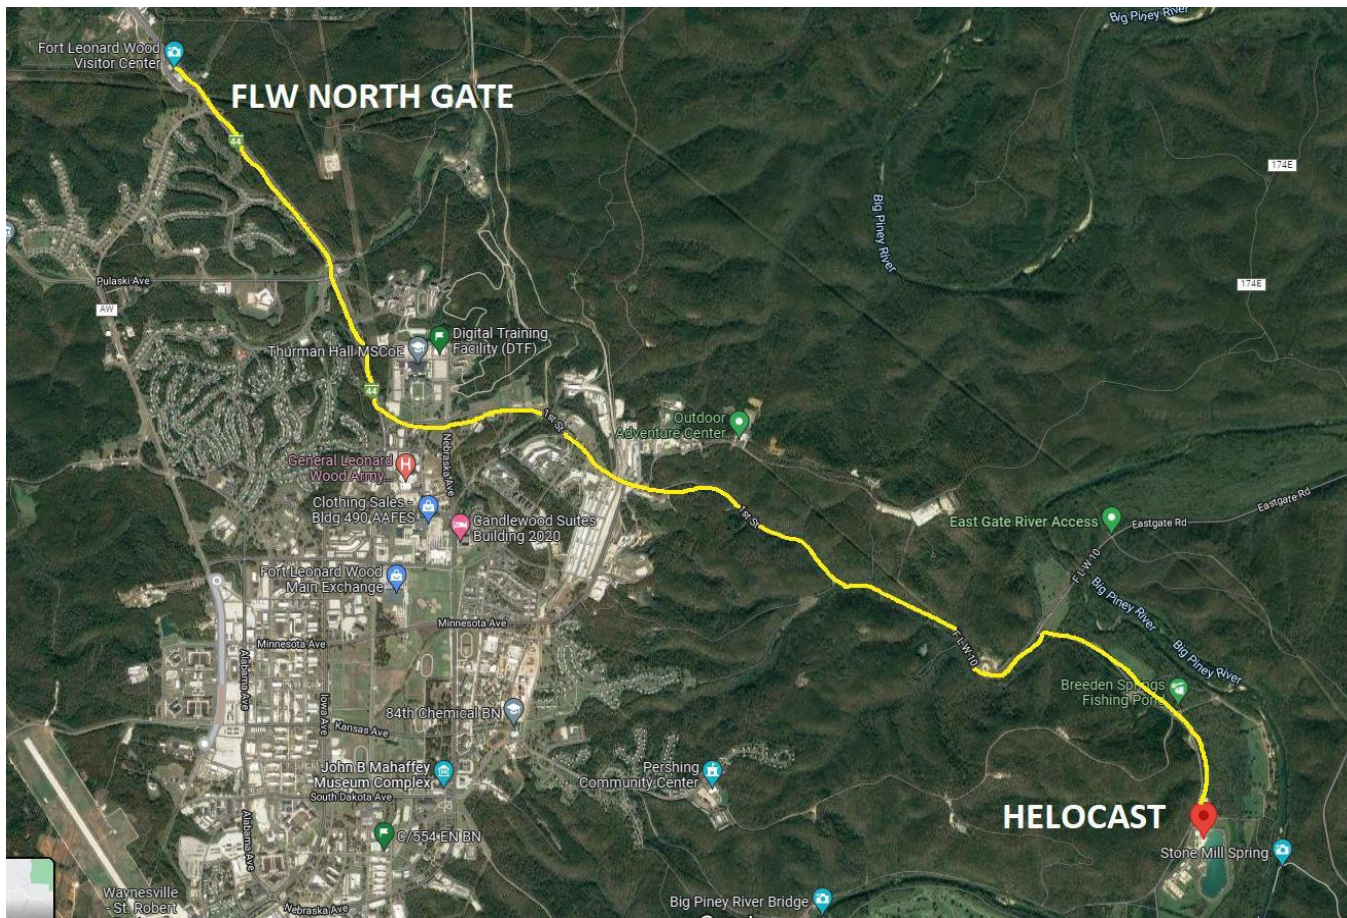 Big Piney River
Fort Leonard Wood
Visitor Center
FLW NORTH GATE
44
174E
Big Piney River
Pulaski Ave
174E
AW
Digital Training
Facility (DTF)
Thurman Hall MSCoE
44
1st St
Outdoor
Adventure Center
Nebraska Ave
General Leonard
Wood Army...
Clothing Sales -
Bldg 490 AAFES
Candlewood Suites
Building 2020
1st St
East Gate River Access
Eastgate Rd
Eastgate Rd
FLW 10
Fort Leonard Wood
Main Exchange
Big Piney River
Minnesota Ave
Minnesota Ave
FLW 10
Big Piney River
Alabama Ave
Iowa Ave
Breeden Springs
Fishing Pond
84th Chemical BN
Kansas Ave
John B Mahaffey
Museum Complex
Pershing
Community Center
South Dakota Ave
HELOCAST
Alabama Ave
C/554 EN BN
Stone Mill Spring
Waynesville
- St. Robert
Nebraska Ave
Big Piney River Bridge